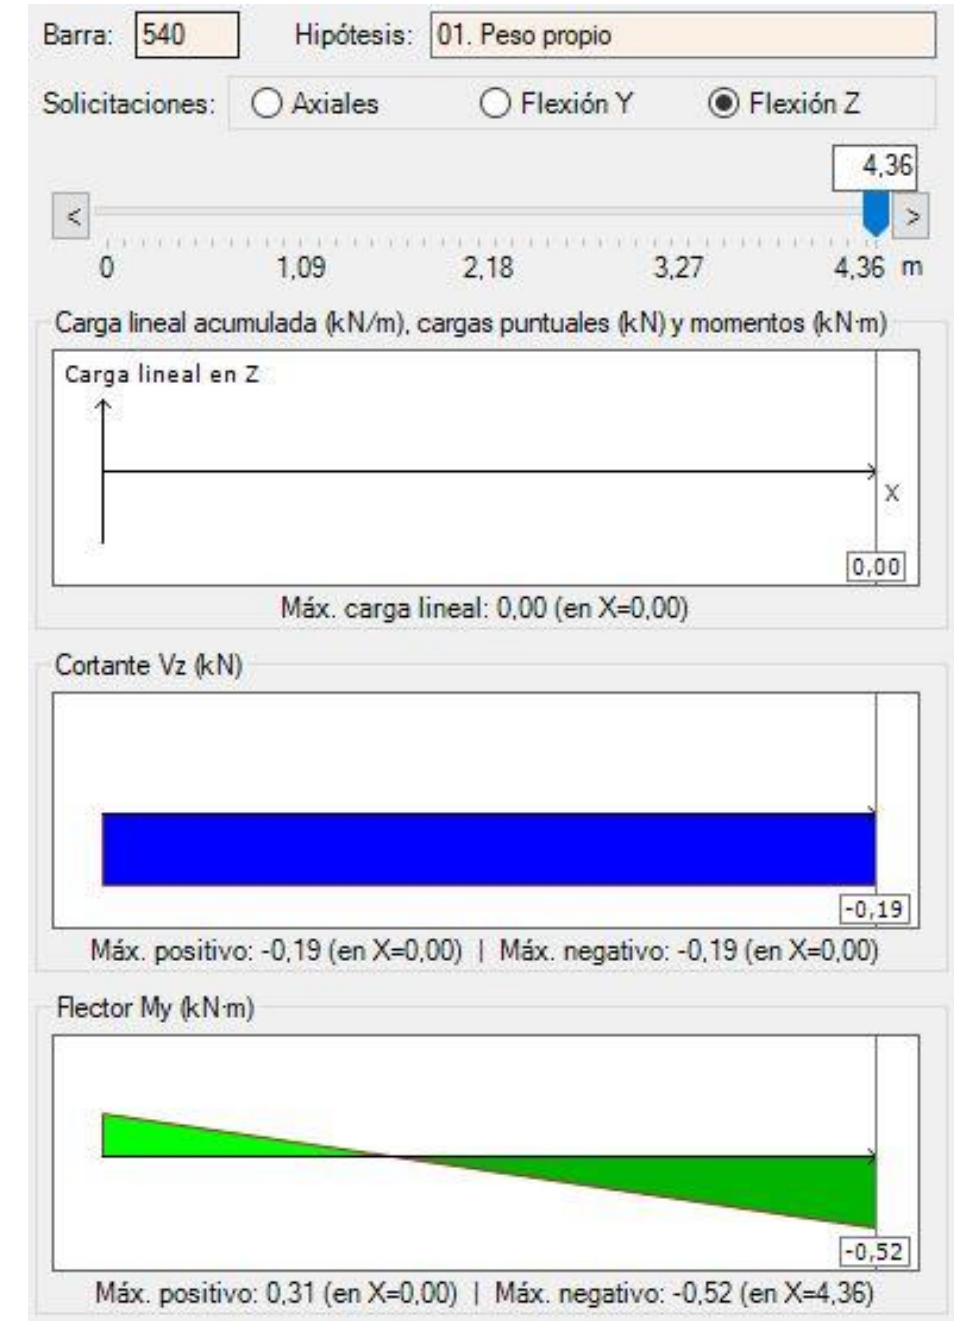 Barra: 540 Hipótesis: 01. Peso propio
Solicitaciones: Axiales Flexión Y Flexión Z
4,36
< >
0 1,09 2,18 3,27 4,36 m
Carga lineal acumulada (kN/m), cargas puntuales (kN) y momentos (kN·m)
Carga lineal en Z
X
0,00
Máx. carga lineal: 0,00 (en X=0,00)
Cortante Vz (kN)
-0,19
Máx. positivo: -0,19 (en X=0,00) | Máx. negativo: -0,19 (en X=0,00)
Flector My (kN·m)
-0,52
Máx. positivo: 0,31 (en X=0,00) | Máx. negativo: -0,52 (en X=4,36)